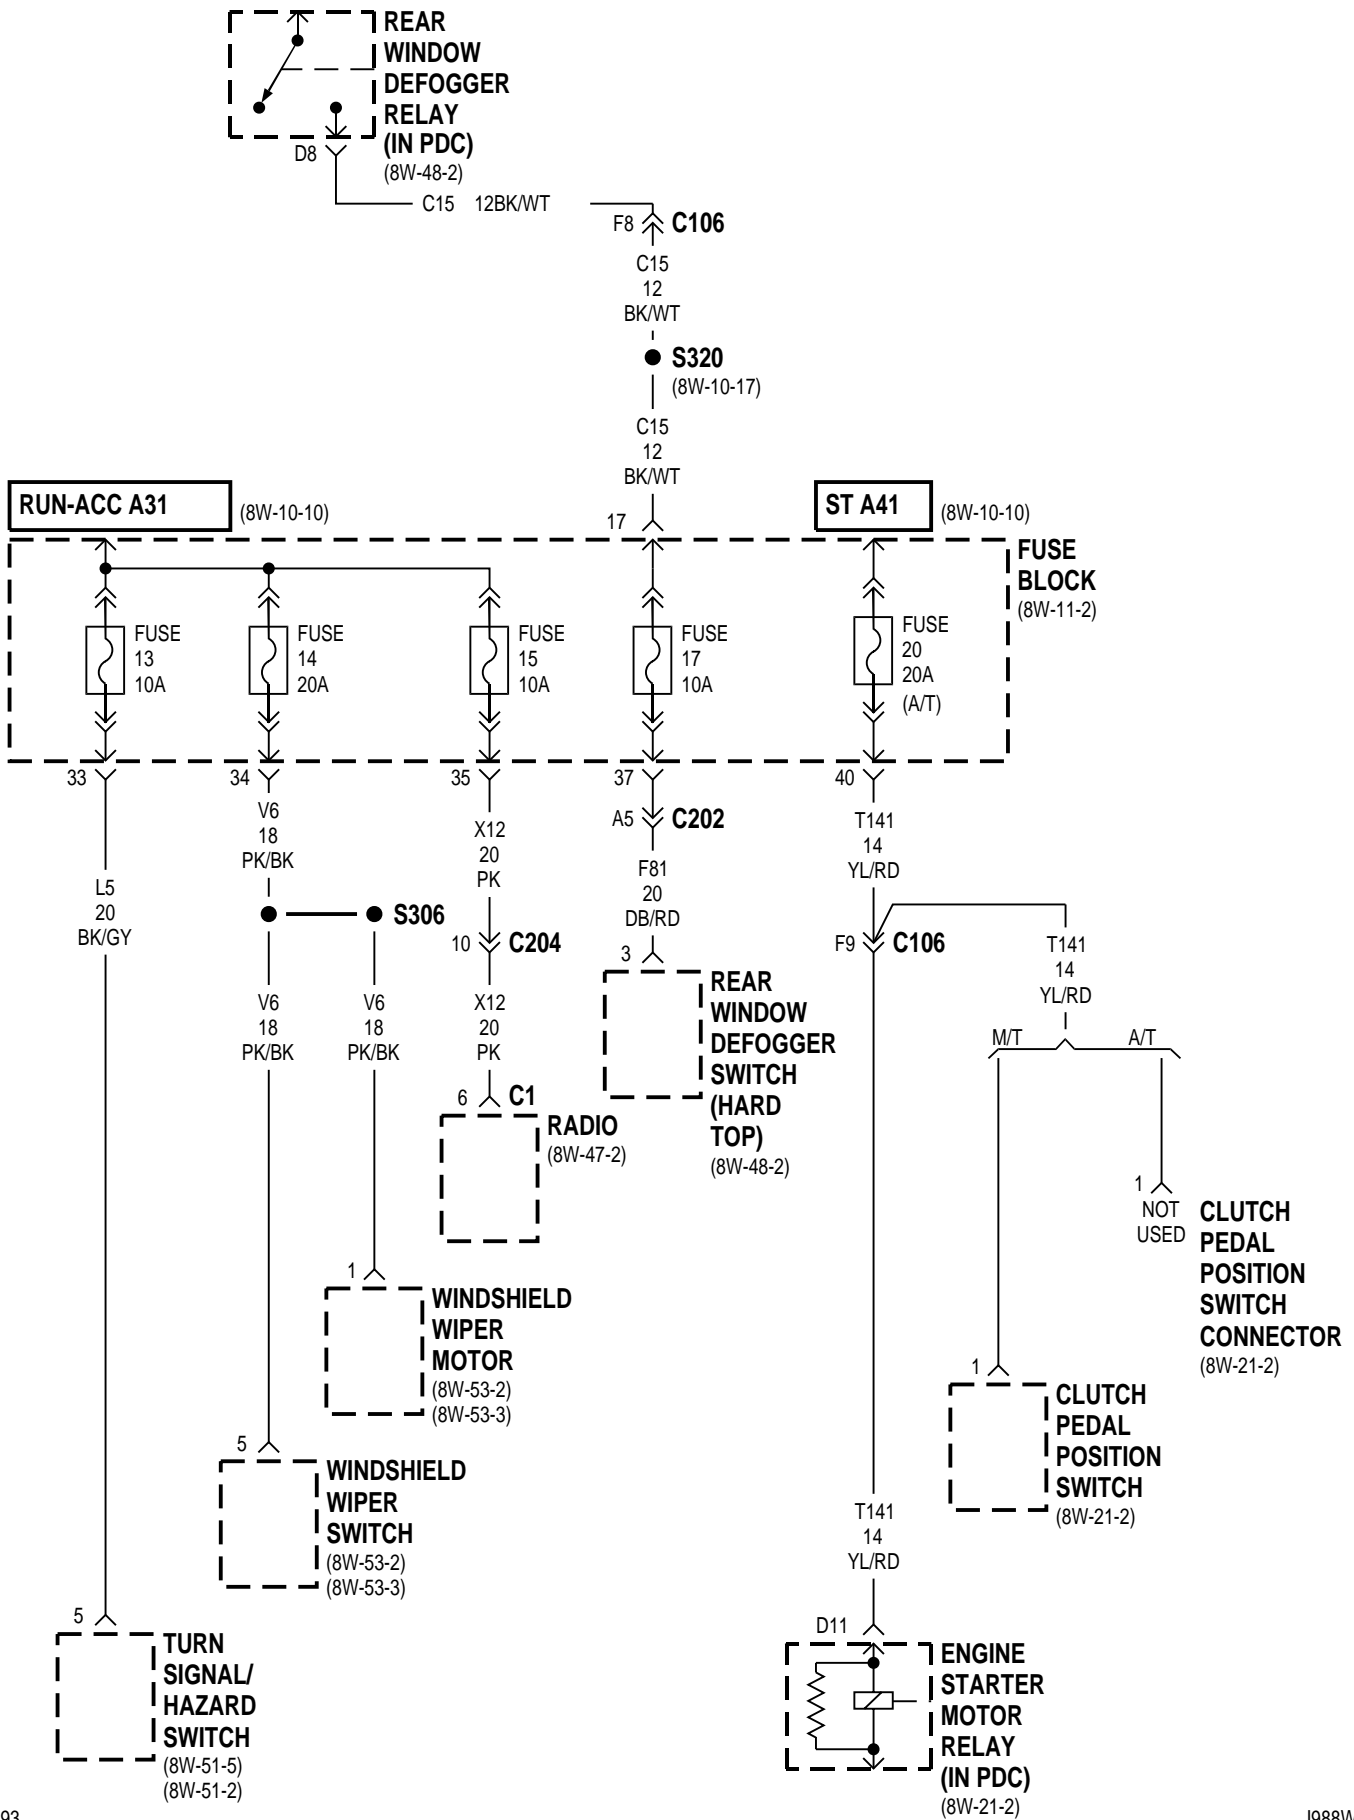 REAR
WINDOW
DEFOGGER
RELAY
(IN PDC)
(8W-48-2)
D8
C15 12BK/WT
F8 C106
C15
12
BK/WT
S320
(8W-10-17)
C15
12
BK/WT
RUN-ACC A31 (8W-10-10)
17
ST A41 (8W-10-10)
FUSE
BLOCK
(8W-11-2)
FUSE
13
10A
FUSE
14
20A
FUSE
15
10A
FUSE
17
10A
FUSE
20
20A
(A/T)
33
34
35
37
40
L5
20
BK/GY
V6
18
PK/BK
S306
V6
18
PK/BK
V6
18
PK/BK
X12
20
PK
10 C204
X12
20
PK
6 C1
RADIO
(8W-47-2)
A5 C202
F81
20
DB/RD
3
REAR
WINDOW
DEFOGGER
SWITCH
(HARD
TOP)
(8W-48-2)
T141
14
YL/RD
F9 C106
T141
14
YL/RD
M/T A/T
1
NOT
USED
CLUTCH
PEDAL
POSITION
SWITCH
CONNECTOR
(8W-21-2)
1
WINDSHIELD
WIPER
MOTOR
(8W-53-2)
(8W-53-3)
1
CLUTCH
PEDAL
POSITION
SWITCH
(8W-21-2)
5
WINDSHIELD
WIPER
SWITCH
(8W-53-2)
(8W-53-3)
T141
14
YL/RD
5
TURN
SIGNAL/
HAZARD
SWITCH
(8W-51-5)
(8W-51-2)
D11
ENGINE
STARTER
MOTOR
RELAY
(IN PDC)
(8W-21-2)
93
J988W